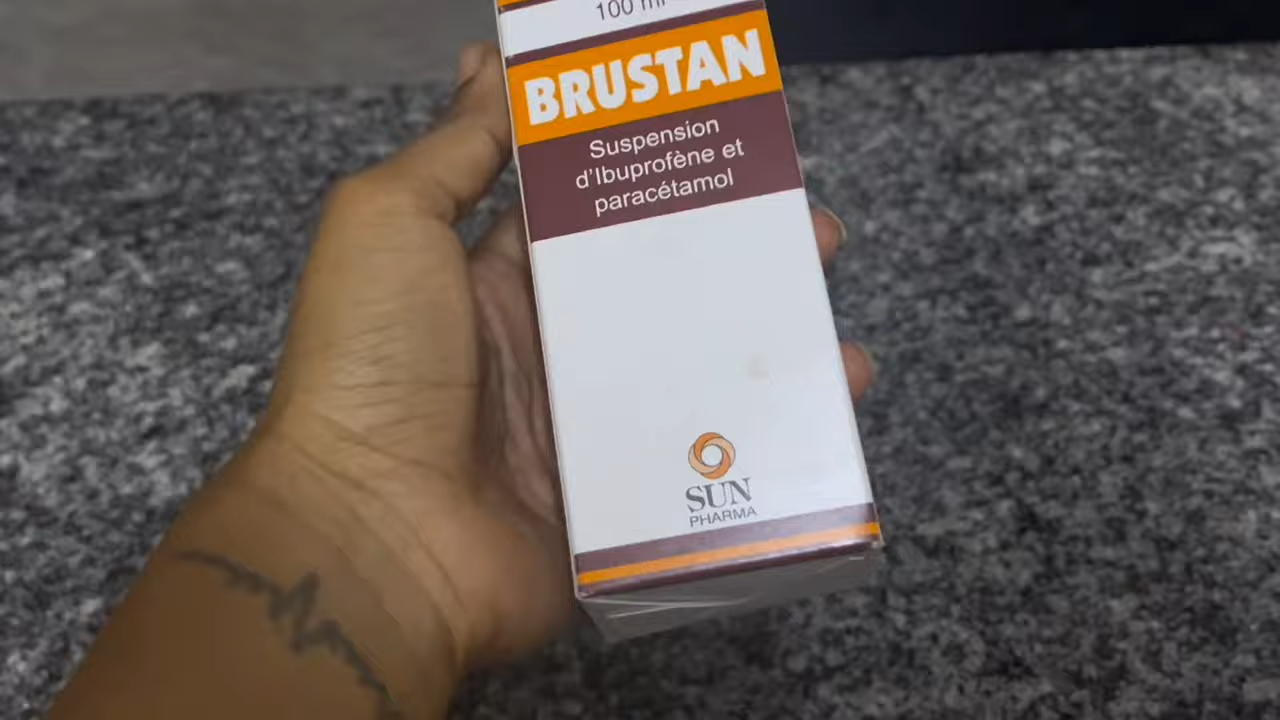 100 ml
BRUSTAN
Suspension
d'Ibuprofène et
paracétamol
SUN
PHARMA